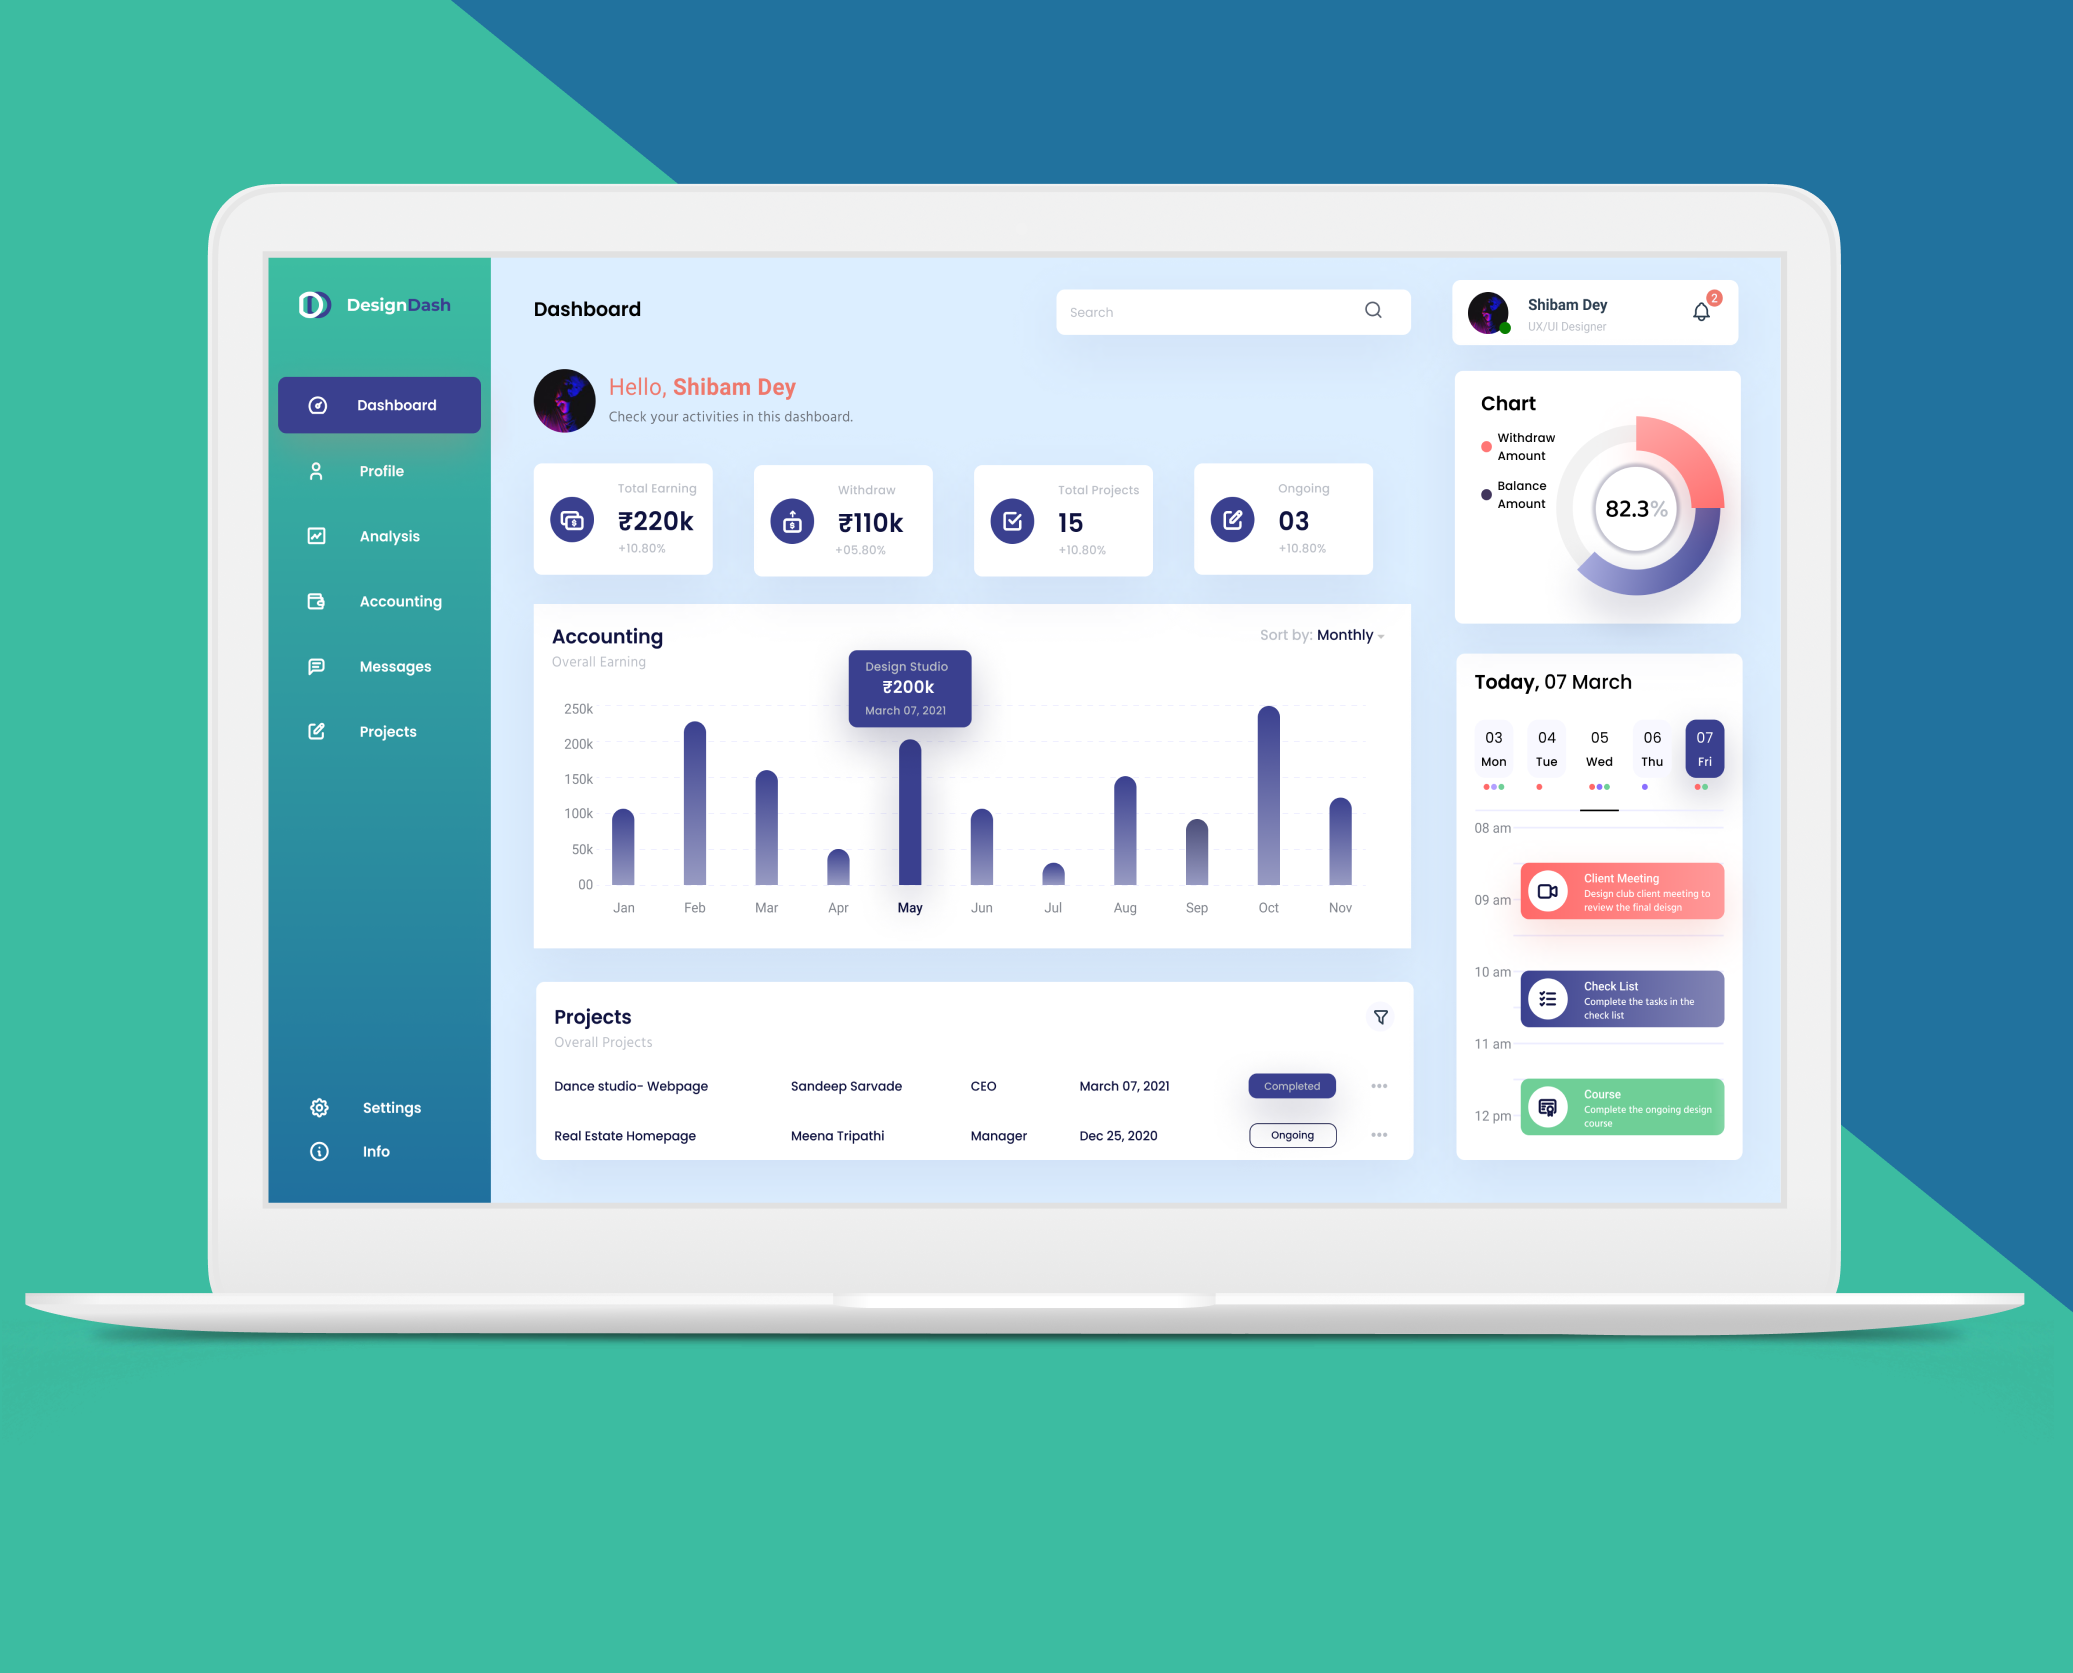 DesignDash
Dashboard
Profile
Analysis
Accounting
Messages
Projects
Settings
Info
Dashboard
Search
Shibam Dey
UX/UI Designer
2
Hello, Shibam Dey
Check your activities in this dashboard.
Total Earning
₹220k
+10.80%
Withdraw
₹110k
+05.80%
Total Projects
15
+10.80%
Ongoing
03
+10.80%
Chart
Withdraw
Amount
Balance
Amount
82.3%
Accounting
Overall Earning
Sort by: Monthly
Design Studio
₹200k
March 07, 2021
250k
200k
150k
100k
50k
00
Jan Feb Mar Apr May Jun Jul Aug Sep Oct Nov
Projects
Overall Projects
Dance studio- Webpage Sandeep Sarvade CEO March 07, 2021 Completed
Real Estate Homepage Meena Tripathi Manager Dec 25, 2020 Ongoing
Today, 07 March
03 04 05 06 07
Mon Tue Wed Thu Fri
08 am
09 am
Client Meeting
Design club client meeting to
review the final deisgn
10 am
Check List
Complete the tasks in the
check list
11 am
12 pm
Course
Complete the ongoing design
course